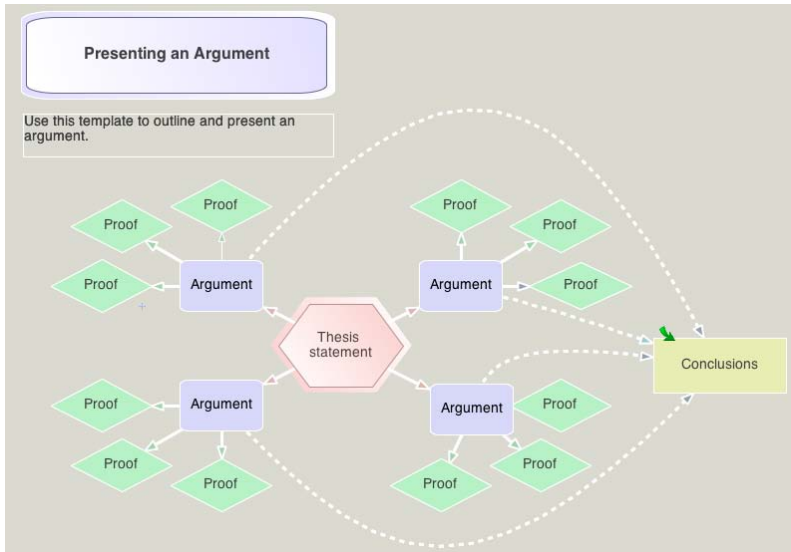 Presenting an Argument
Use this template to outline and present an
argument.
Proof
Proof
Proof
Argument
Proof
Proof
Proof
Argument
Thesis
statement
Conclusions
Argument
Proof
Proof
Proof
Argument
Proof
Proof
Proof